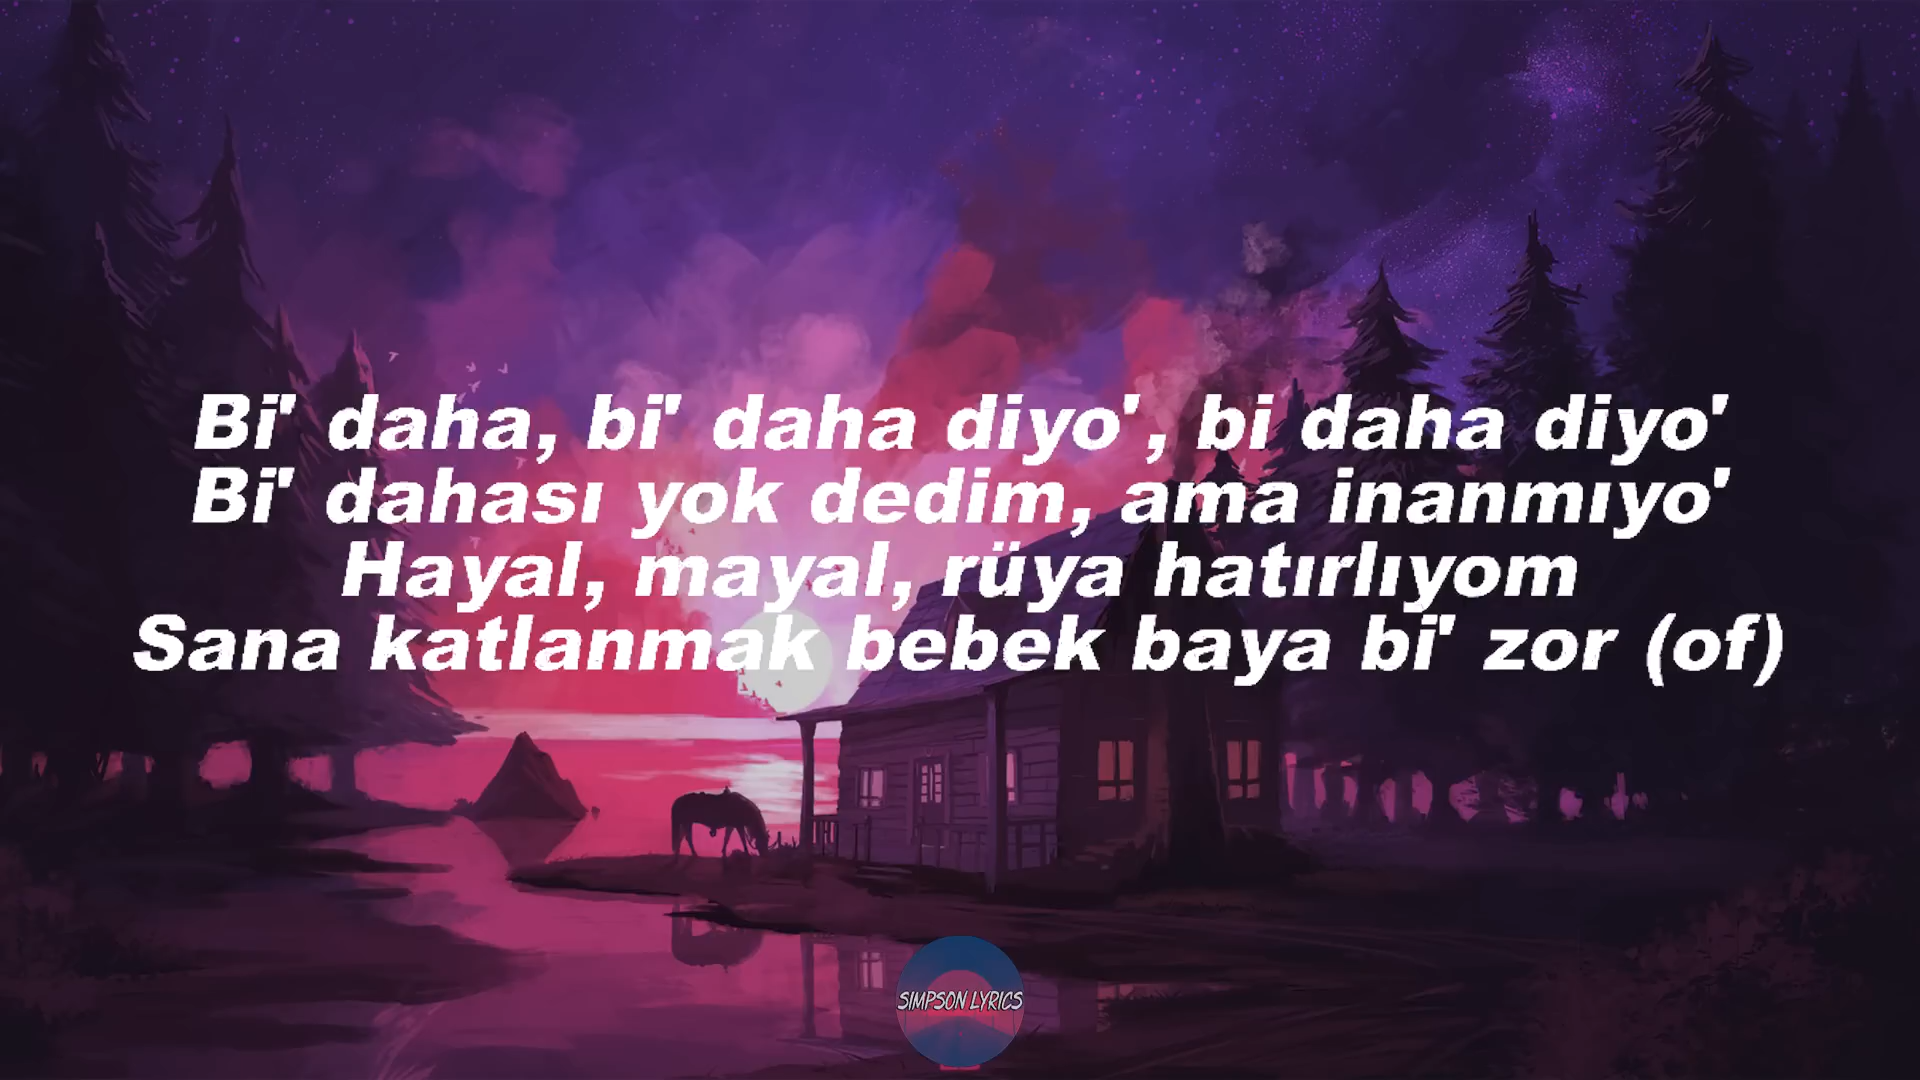 Bi' daha, bi' daha diyo', bi daha diyo'
Bi' dahası yok dedim, ama inanmıyo'
Hayal, mayal, rüya hatırlıyom
Sana katlanmak bebek baya bi' zor (of)
SIMPSON LYRICS